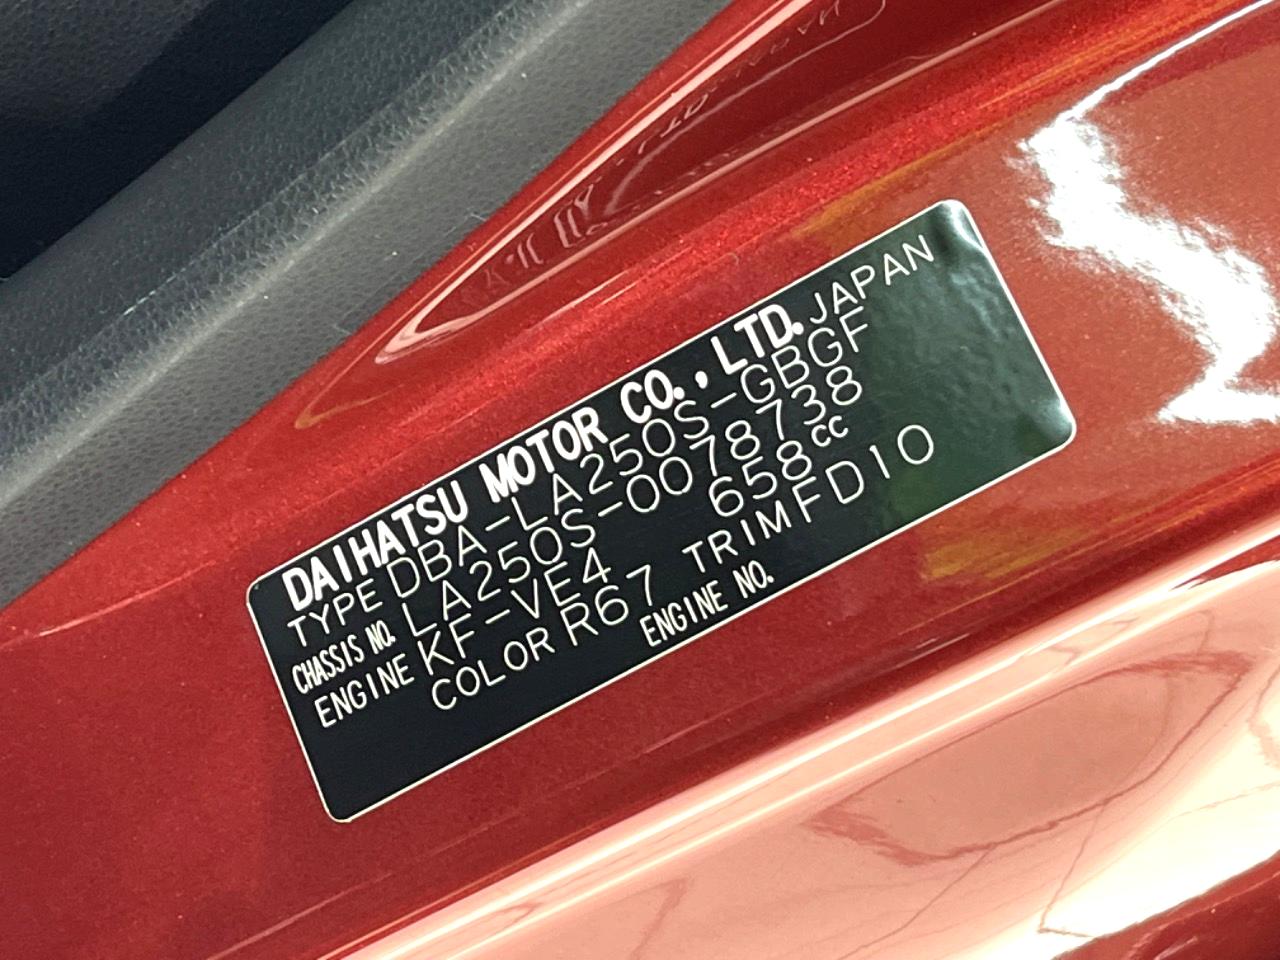 DAIHATSU MOTOR CO., LTD. JAPAN
TYPE DBA-LA250S-GBGF
CHASSIS NO. LA250S-0078738
ENGINE KF-VE4 658cc
COLOR R67 TRIM FD10
ENGINE NO.